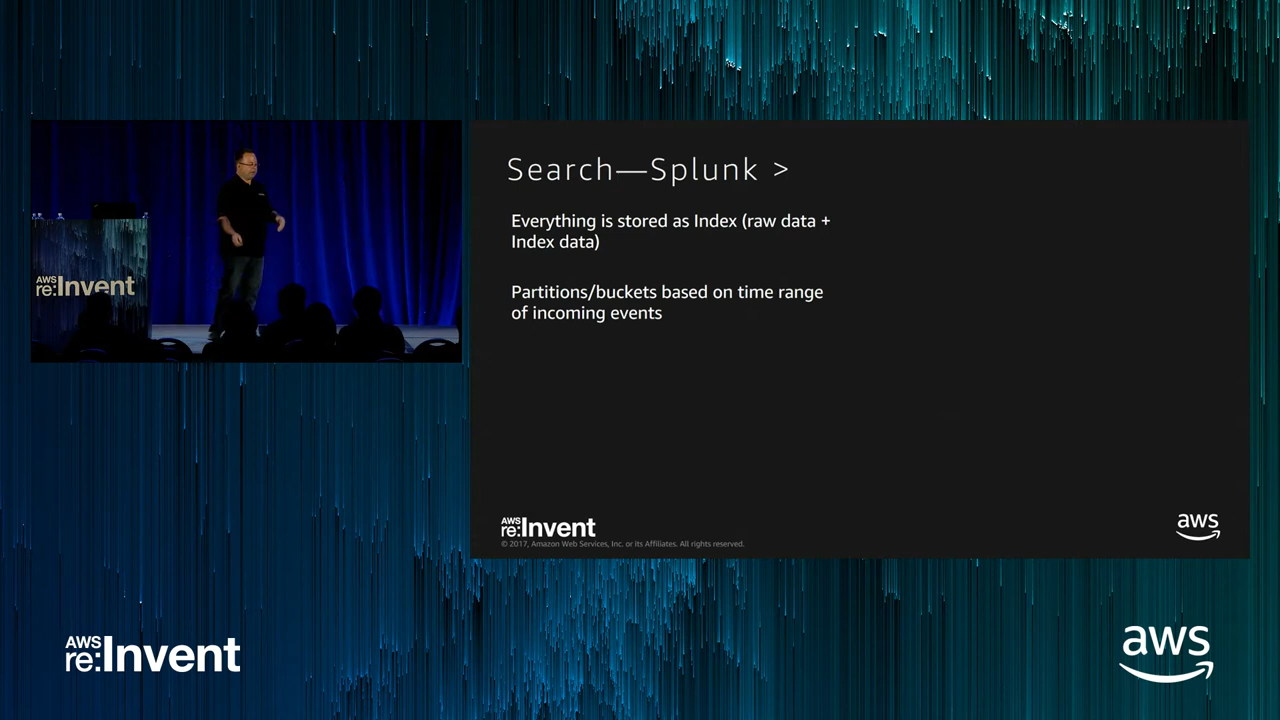 Search—Splunk >
Everything is stored as Index (raw data +
Index data)
Partitions/buckets based on time range
of incoming events
AWS
re:Invent
AWS
re:Invent
© 2017, Amazon Web Services, Inc. or its Affiliates. All rights reserved.
aws
AWS
re:Invent
aws